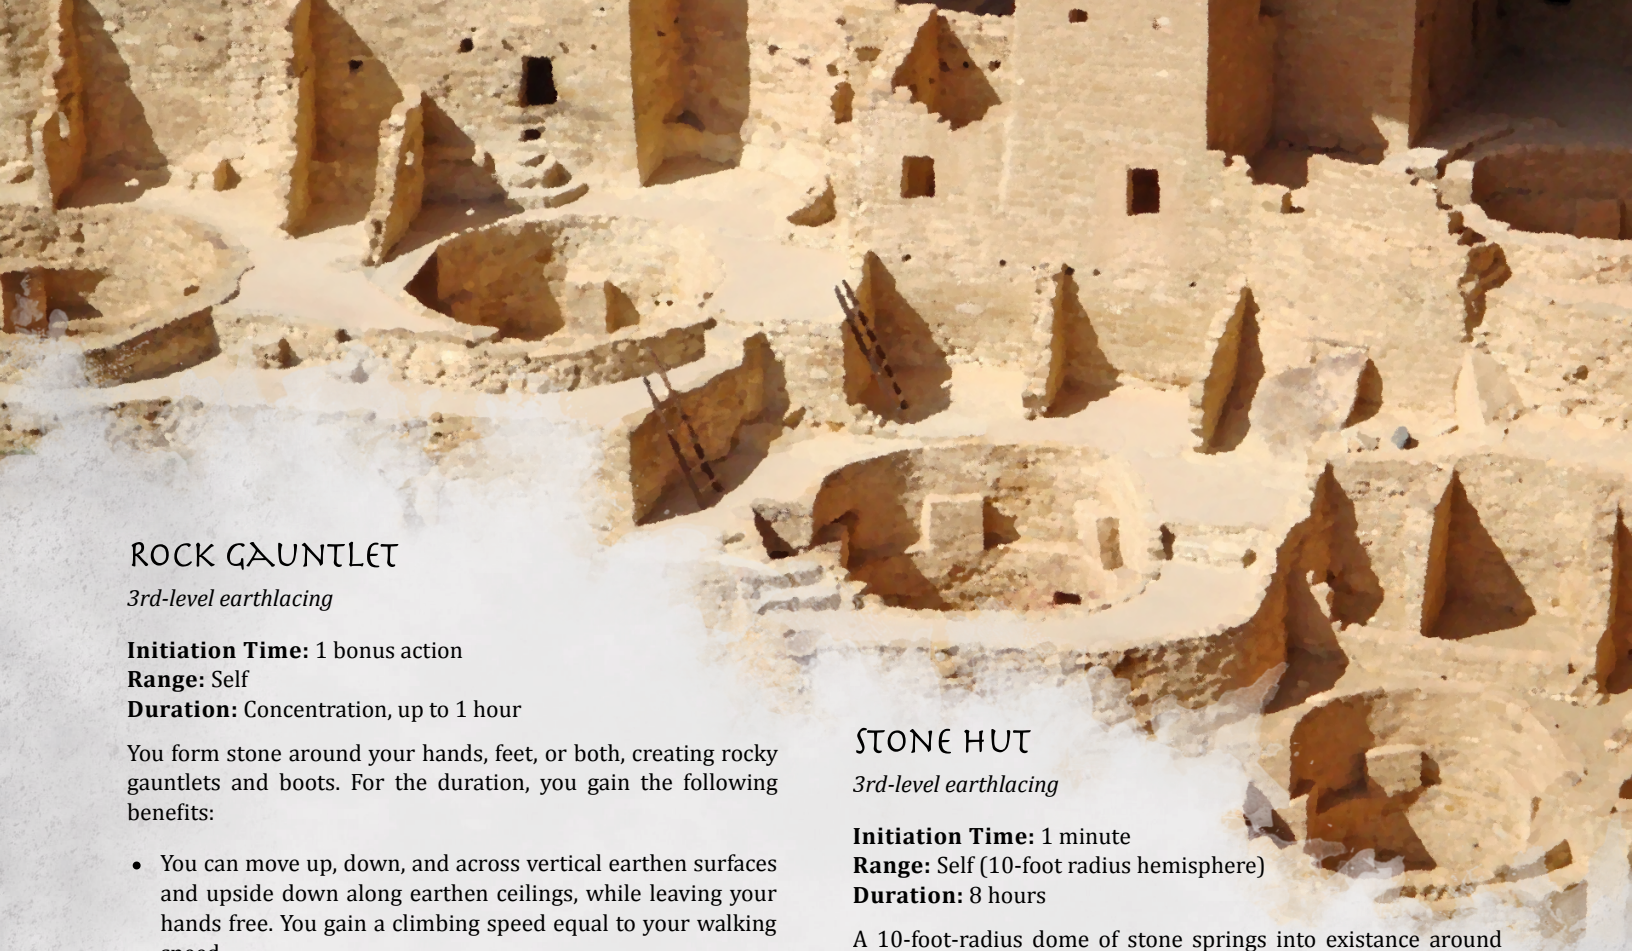 ROCK GAUNTLET
3rd-level earthlacing
Initiation Time: 1 bonus action
Range: Self
Duration: Concentration, up to 1 hour
You form stone around your hands, feet, or both, creating rocky
gauntlets and boots. For the duration, you gain the following
benefits:
• You can move up, down, and across vertical earthen surfaces
and upside down along earthen ceilings, while leaving your
hands free. You gain a climbing speed equal to your walking
speed.
STONE HUT
3rd-level earthlacing
Initiation Time: 1 minute
Range: Self (10-foot radius hemisphere)
Duration: 8 hours
A 10-foot-radius dome of stone springs into existance around